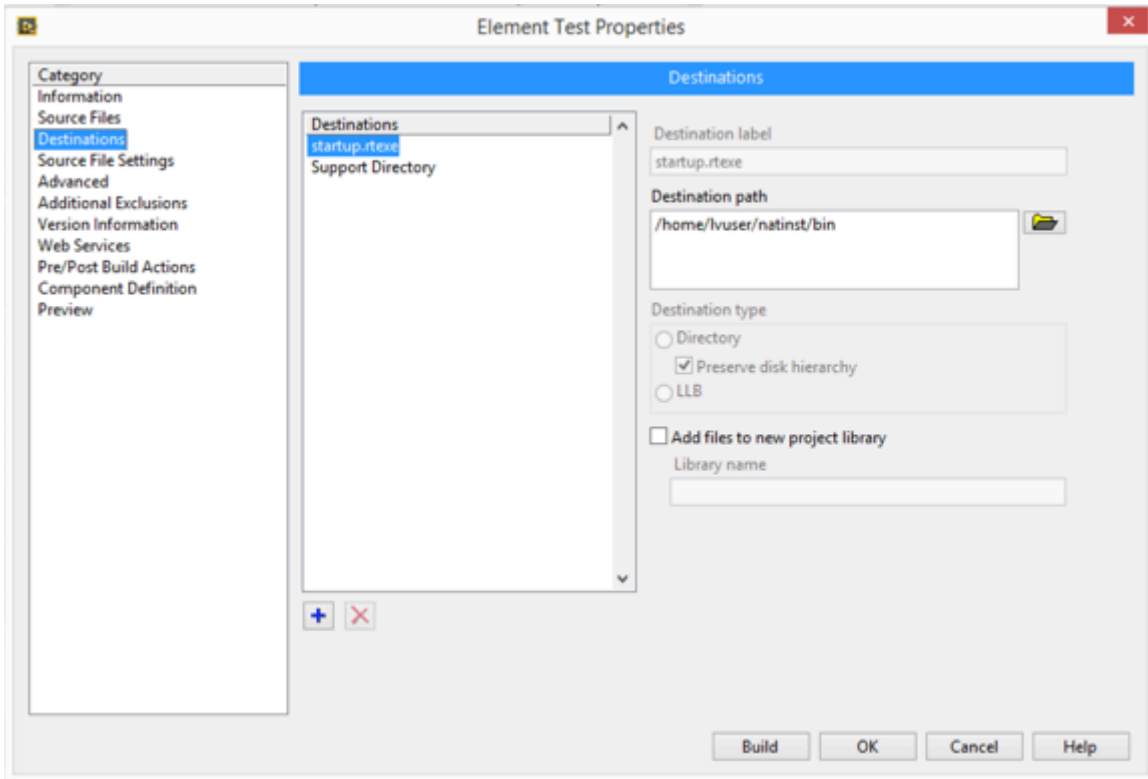 Element Test Properties
Category
Information
Source Files
Destinations
Source File Settings
Advanced
Additional Exclusions
Version Information
Web Services
Pre/Post Build Actions
Component Definition
Preview
Destinations
Destinations
startup.rtexe
Support Directory
Destination label
startup.rtexe
Destination path
/home/lvuser/natinst/bin
Destination type
Directory
Preserve disk hierarchy
LLB
Add files to new project library
Library name
Build
OK
Cancel
Help